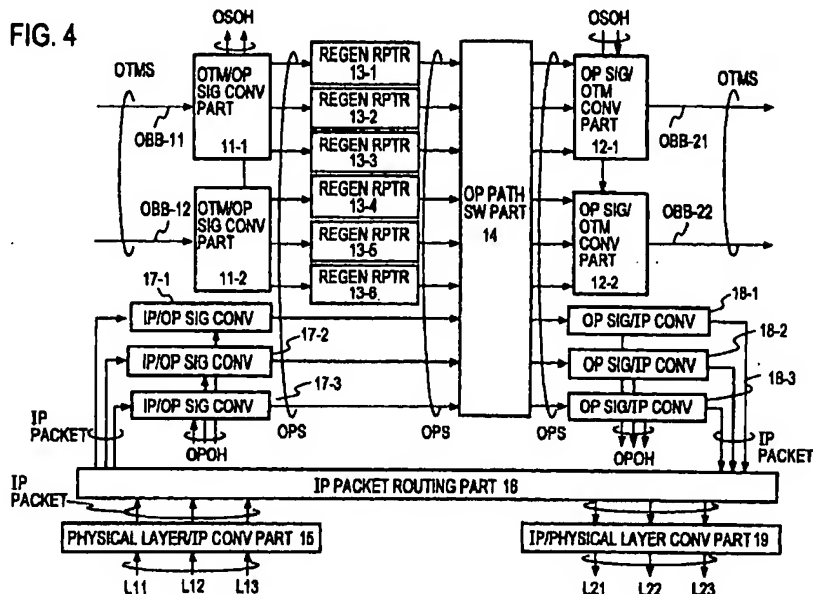 FIG. 4
OSOH
OSOH
OTMS
OTM/OP
SIG CONV
PART
11-1
OBB-11
OTM/OP
SIG CONV
PART
11-2
OBB-12
REGEN RPTR
13-1
REGEN RPTR
13-2
REGEN RPTR
13-3
REGEN RPTR
13-4
REGEN RPTR
13-5
REGEN RPTR
13-6
OP PATH
SW PART
14
OP SIG/
OTM
CONV
PART
12-1
OTMS
OBB-21
OP SIG/
OTM
CONV
PART
12-2
OBB-22
17-1
IP/OP SIG CONV
17-2
IP/OP SIG CONV
17-3
IP/OP SIG CONV
18-1
OP SIG/IP CONV
18-2
OP SIG/IP CONV
18-3
OP SIG/IP CONV
IP
PACKET
OPOH
OPS
OPS
OPS
OPOH
IP
PACKET
IP
PACKET
IP PACKET ROUTING PART 16
PHYSICAL LAYER/IP CONV PART 15
IP/PHYSICAL LAYER CONV PART 19
L11
L12
L13
L21
L22
L23